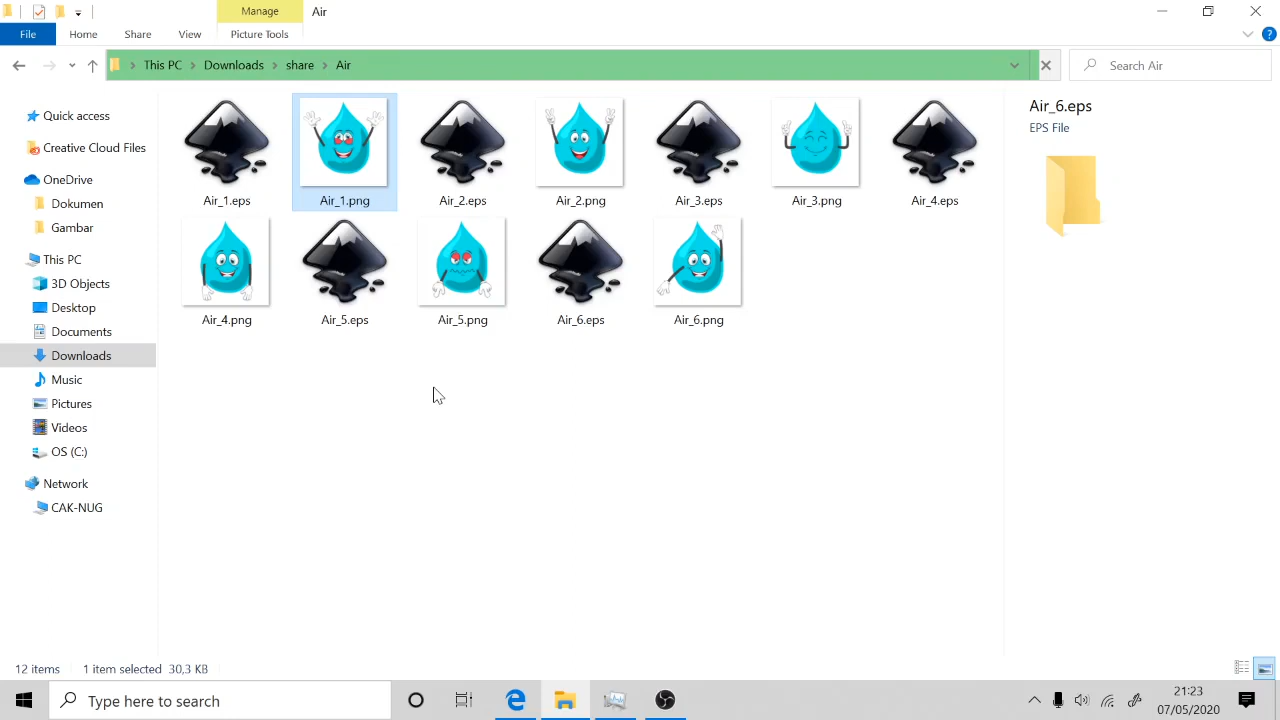 Manage
Air
File
Home
Share
View
Picture Tools
This PC
Downloads
share
Air
Search Air
Quick access
Creative Cloud Files
OneDrive
Dokumen
Gambar
This PC
3D Objects
Desktop
Documents
Downloads
Music
Pictures
Videos
OS (C:)
Network
CAK-NUG
Air_1.eps
Air_1.png
Air_2.eps
Air_2.png
Air_3.eps
Air_3.png
Air_4.eps
Air_4.png
Air_5.eps
Air_5.png
Air_6.eps
Air_6.png
Air_6.eps
EPS File
12 items
1 item selected 30,3 KB
Type here to search
21:23
07/05/2020